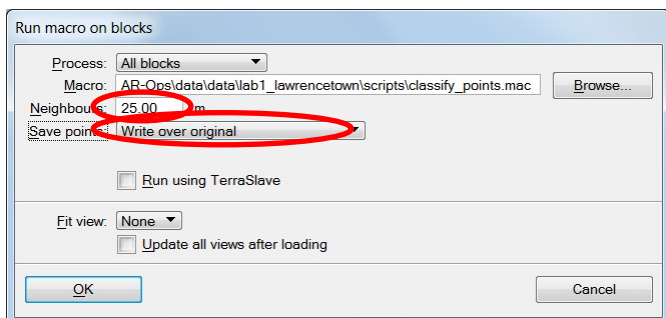 Run macro on blocks
Process: All blocks
Macro: AR-Ops\data\data\lab1_lawrencetown\scripts\classify_points.mac Browse...
Neighbours: 25.00 m
Save points: Write over original
Run using TerraSlave
Fit view: None
Update all views after loading
OK Cancel